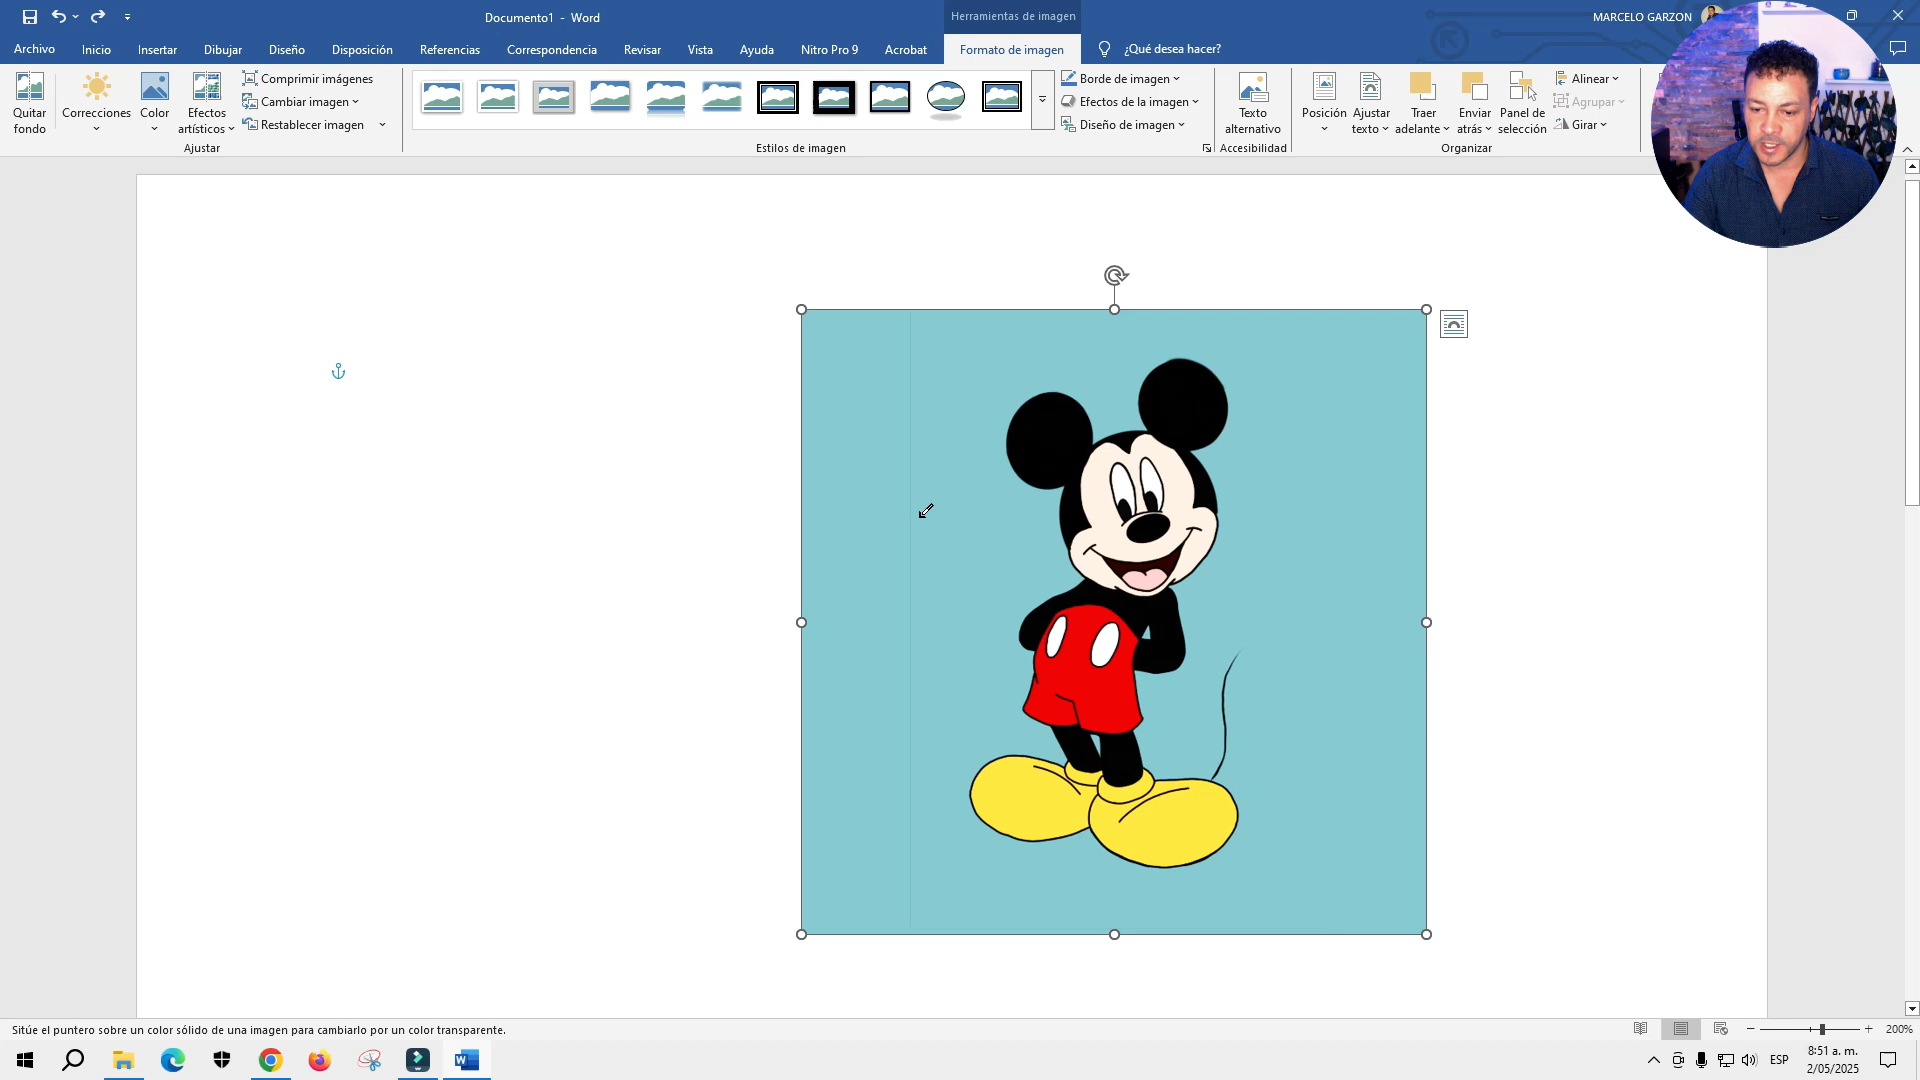 Documento1 - Word
Herramientas de imagen
MARCELO GARZON
Archivo Inicio Insertar Dibujar Diseño Disposición Referencias Correspondencia Revisar Vista Ayuda Nitro Pro 9 Acrobat Formato de imagen ¿Qué desea hacer?
Quitar fondo
Correcciones
Color
Efectos artísticos
Comprimir imágenes
Cambiar imagen
Restablecer imagen
Ajustar
Estilos de imagen
Borde de imagen
Efectos de la imagen
Diseño de imagen
Texto alternativo
Accesibilidad
Posición
Ajustar texto
Traer adelante
Enviar atrás
Panel de selección
Alinear
Agrupar
Girar
Organizar
Sitúe el puntero sobre un color sólido de una imagen para cambiarlo por un color transparente.
200%
ESP
8:51 a. m.
2/05/2025